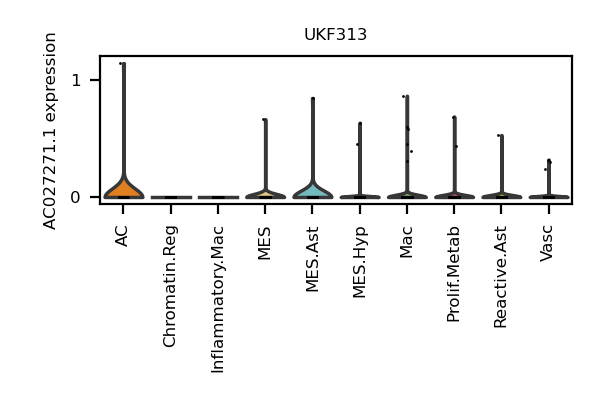 UKF313
AC027271.1 expression
1
0
AC
Chromatin.Reg
Inflammatory.Mac
MES
MES.Ast
MES.Hyp
Mac
Prolif.Metab
Reactive.Ast
Vasc